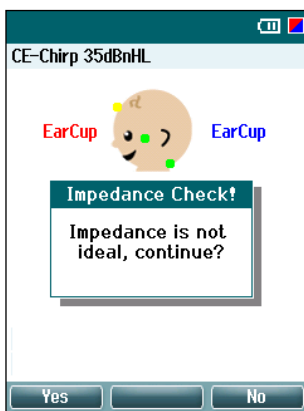 CE-Chirp 35dBnHL
EarCup EarCup
Impedance Check!
Impedance is not
ideal, continue?
Yes No